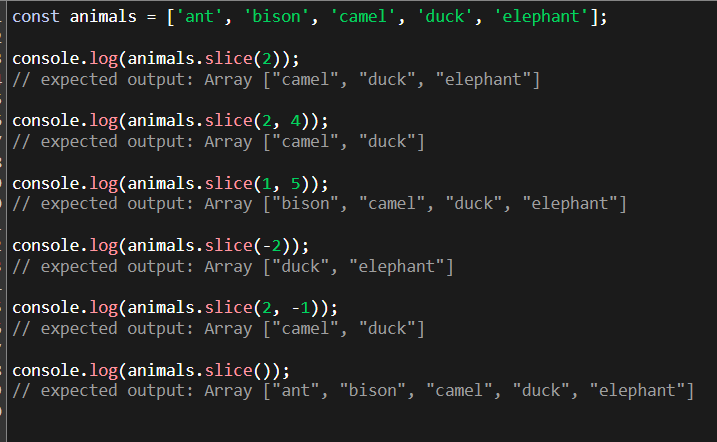 const animals = ['ant', 'bison', 'camel', 'duck', 'elephant'];
console.log(animals.slice(2));
// expected output: Array ["camel", "duck", "elephant"]
console.log(animals.slice(2, 4));
// expected output: Array ["camel", "duck"]
console.log(animals.slice(1, 5));
// expected output: Array ["bison", "camel", "duck", "elephant"]
console.log(animals.slice(-2));
// expected output: Array ["duck", "elephant"]
console.log(animals.slice(2, -1));
// expected output: Array ["camel", "duck"]
console.log(animals.slice());
// expected output: Array ["ant", "bison", "camel", "duck", "elephant"]